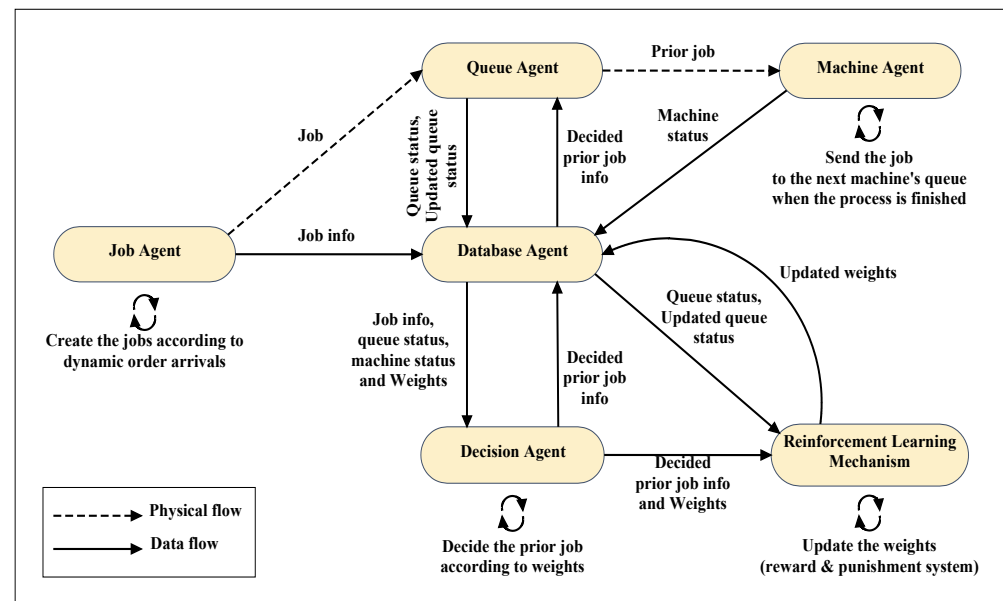 Queue Agent
Prior job
Machine Agent
Job
Queue status,
Updated queue
status
Decided
prior job
info
Machine
status
Send the job
to the next machine's queue
when the process is finished
Job Agent
Job info
Database Agent
Updated weights
Create the jobs according to
dynamic order arrivals
Job info,
queue status,
machine status
and Weights
Decided
prior job
info
Queue status,
Updated queue
status
Decision Agent
Decided
prior job info
and Weights
Reinforcement Learning
Mechanism
Physical flow
Data flow
Decide the prior job
according to weights
Update the weights
(reward & punishment system)